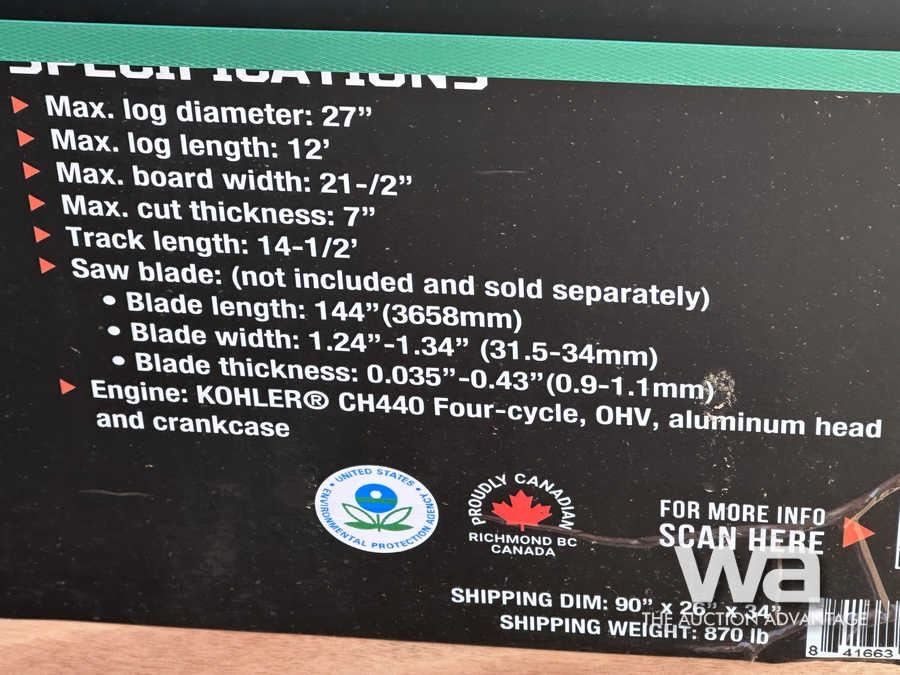 SPECIFICATIONS
Max. log diameter: 27”
Max. log length: 12’
Max. board width: 21-/2”
Max. cut thickness: 7”
Track length: 14-1/2’
Saw blade: (not included and sold separately)
• Blade length: 144”(3658mm)
• Blade width: 1.24”-1.34” (31.5-34mm)
• Blade thickness: 0.035”-0.43”(0.9-1.1mm)
Engine: KOHLER® CH440 Four-cycle, OHV, aluminum head
and crankcase
UNITED STATES
ENVIRONMENTAL PROTECTION AGENCY
PROUDLY CANADIAN
RICHMOND BC
CANADA
FOR MORE INFO
SCAN HERE
wa
THE AUCTION ADVANTAGE
SHIPPING DIM: 90” x 26” x 34”
SHIPPING WEIGHT: 870 lb
8 41663